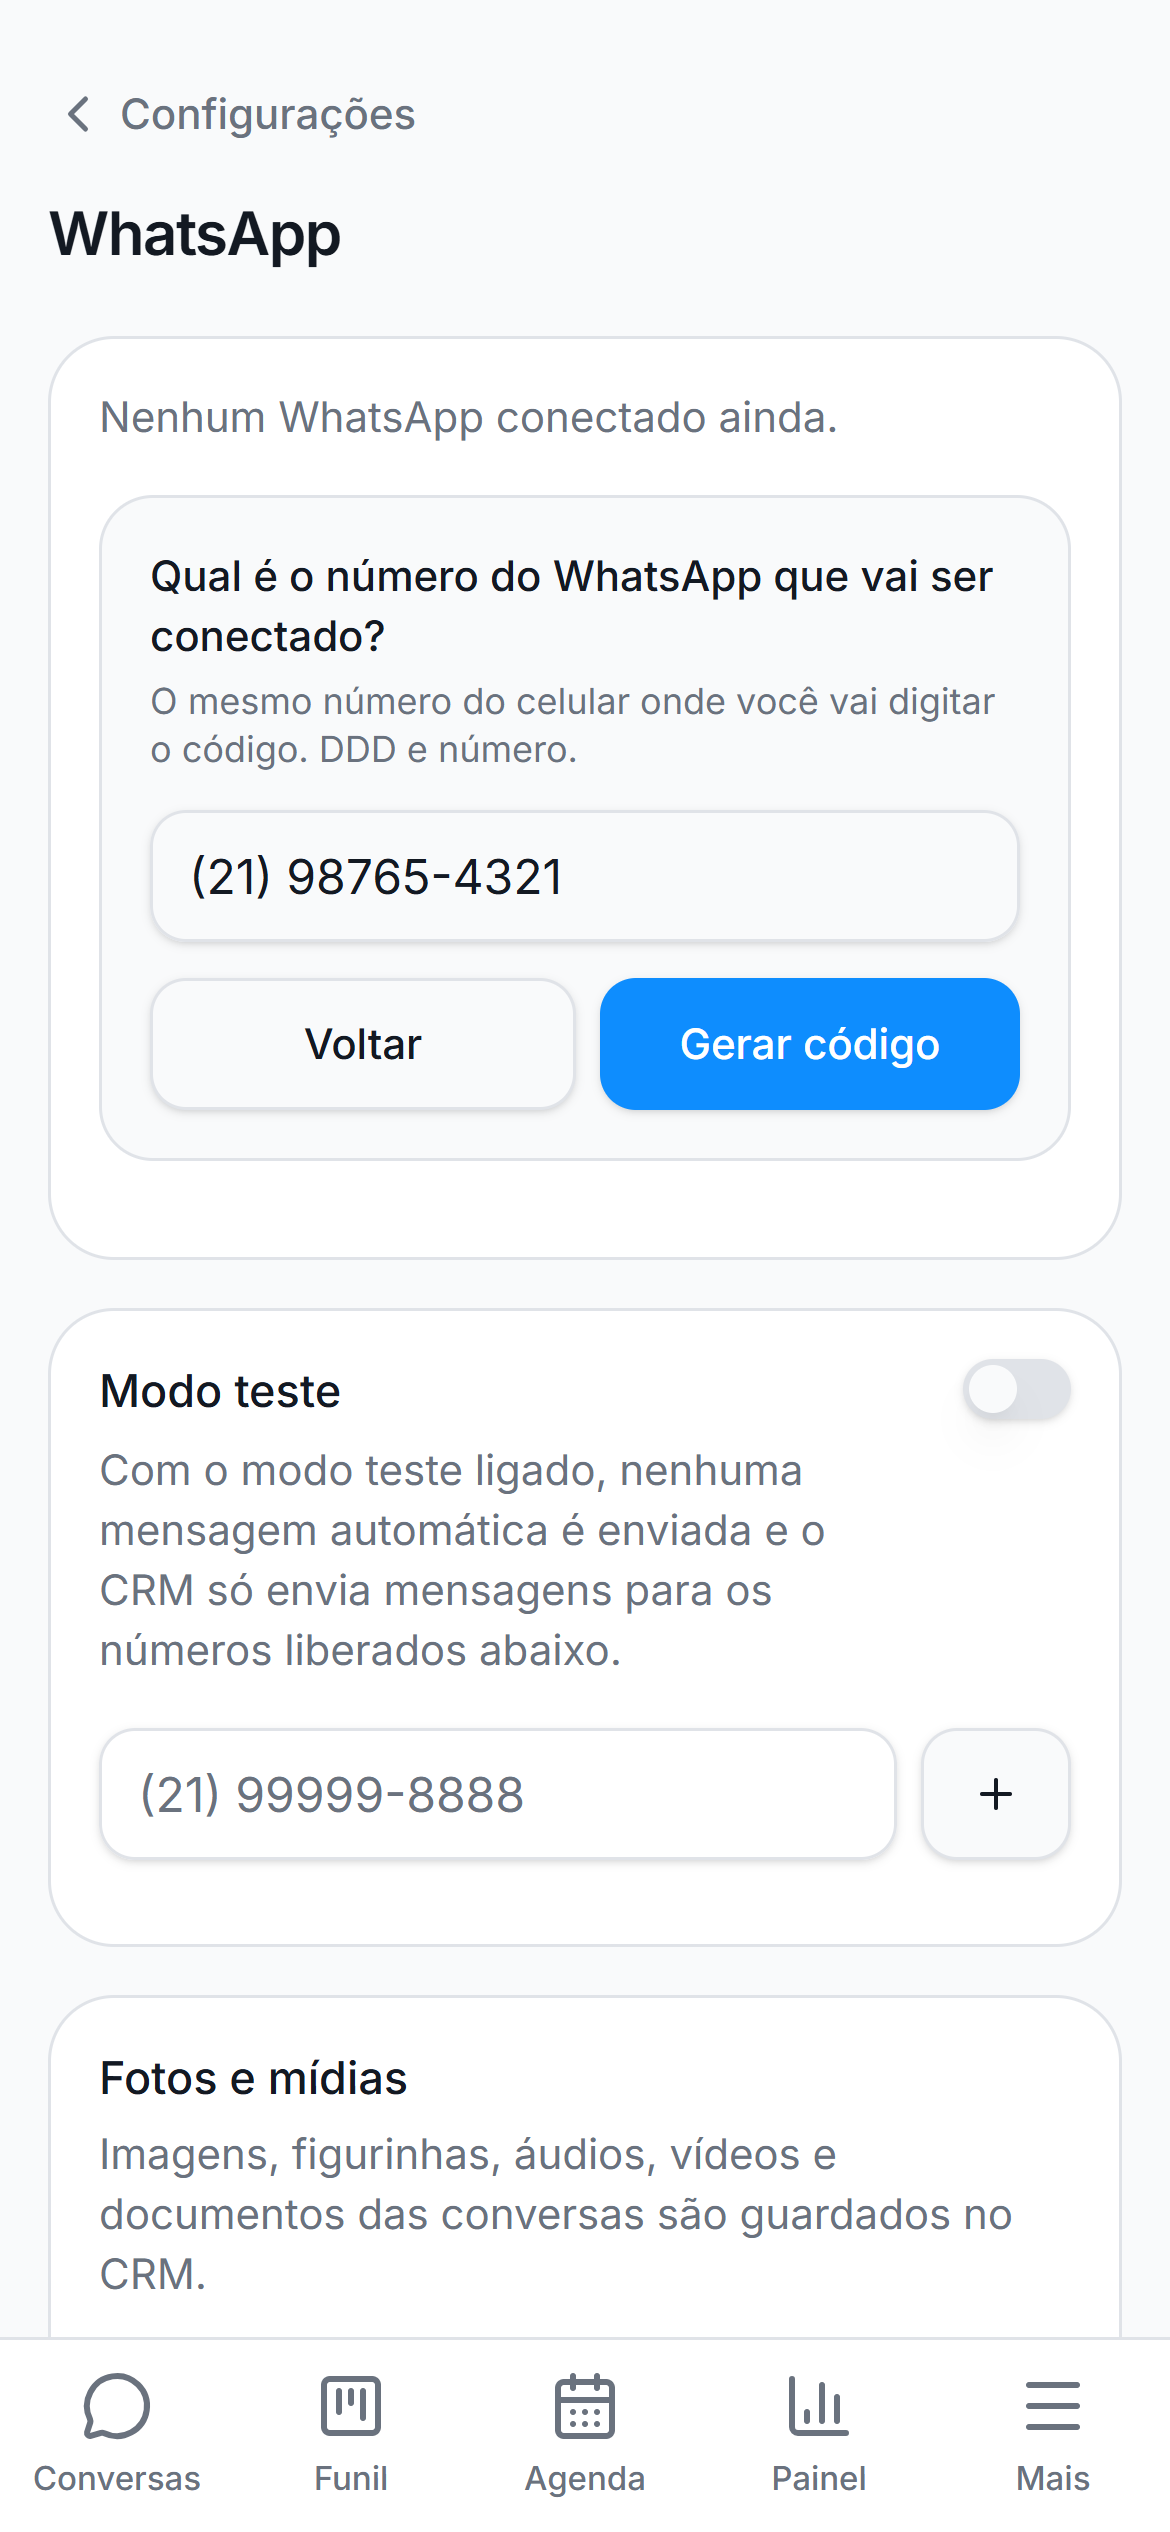 Configurações
WhatsApp
Nenhum WhatsApp conectado ainda.
Qual é o número do WhatsApp que vai ser
conectado?
O mesmo número do celular onde você vai digitar
o código. DDD e número.
(21) 98765-4321
Voltar
Gerar código
Modo teste
Com o modo teste ligado, nenhuma
mensagem automática é enviada e o
CRM só envia mensagens para os
números liberados abaixo.
(21) 99999-8888
+
Fotos e mídias
Imagens, figurinhas, áudios, vídeos e
documentos das conversas são guardados no
CRM.
Conversas
Funil
Agenda
Painel
Mais